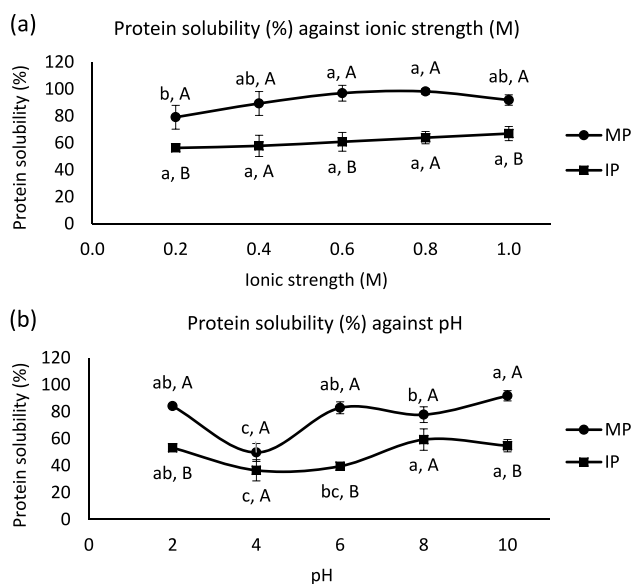 (a)
Protein solubility (%) against ionic strength (M)
Protein solubility (%)
120
100
80
60
40
20
0
b, A
ab, A
a, A
a, A
ab, A
a, B
a, A
a, B
a, A
a, B
MP
IP
0.0 0.2 0.4 0.6 0.8 1.0
Ionic strength (M)
(b)
Protein solubility (%) against pH
Protein solubility (%)
120
100
80
60
40
20
0
ab, A
c, A
ab, A
b, A
a, A
ab, B
c, A
bc, B
a, A
a, B
MP
IP
0 2 4 6 8 10
pH